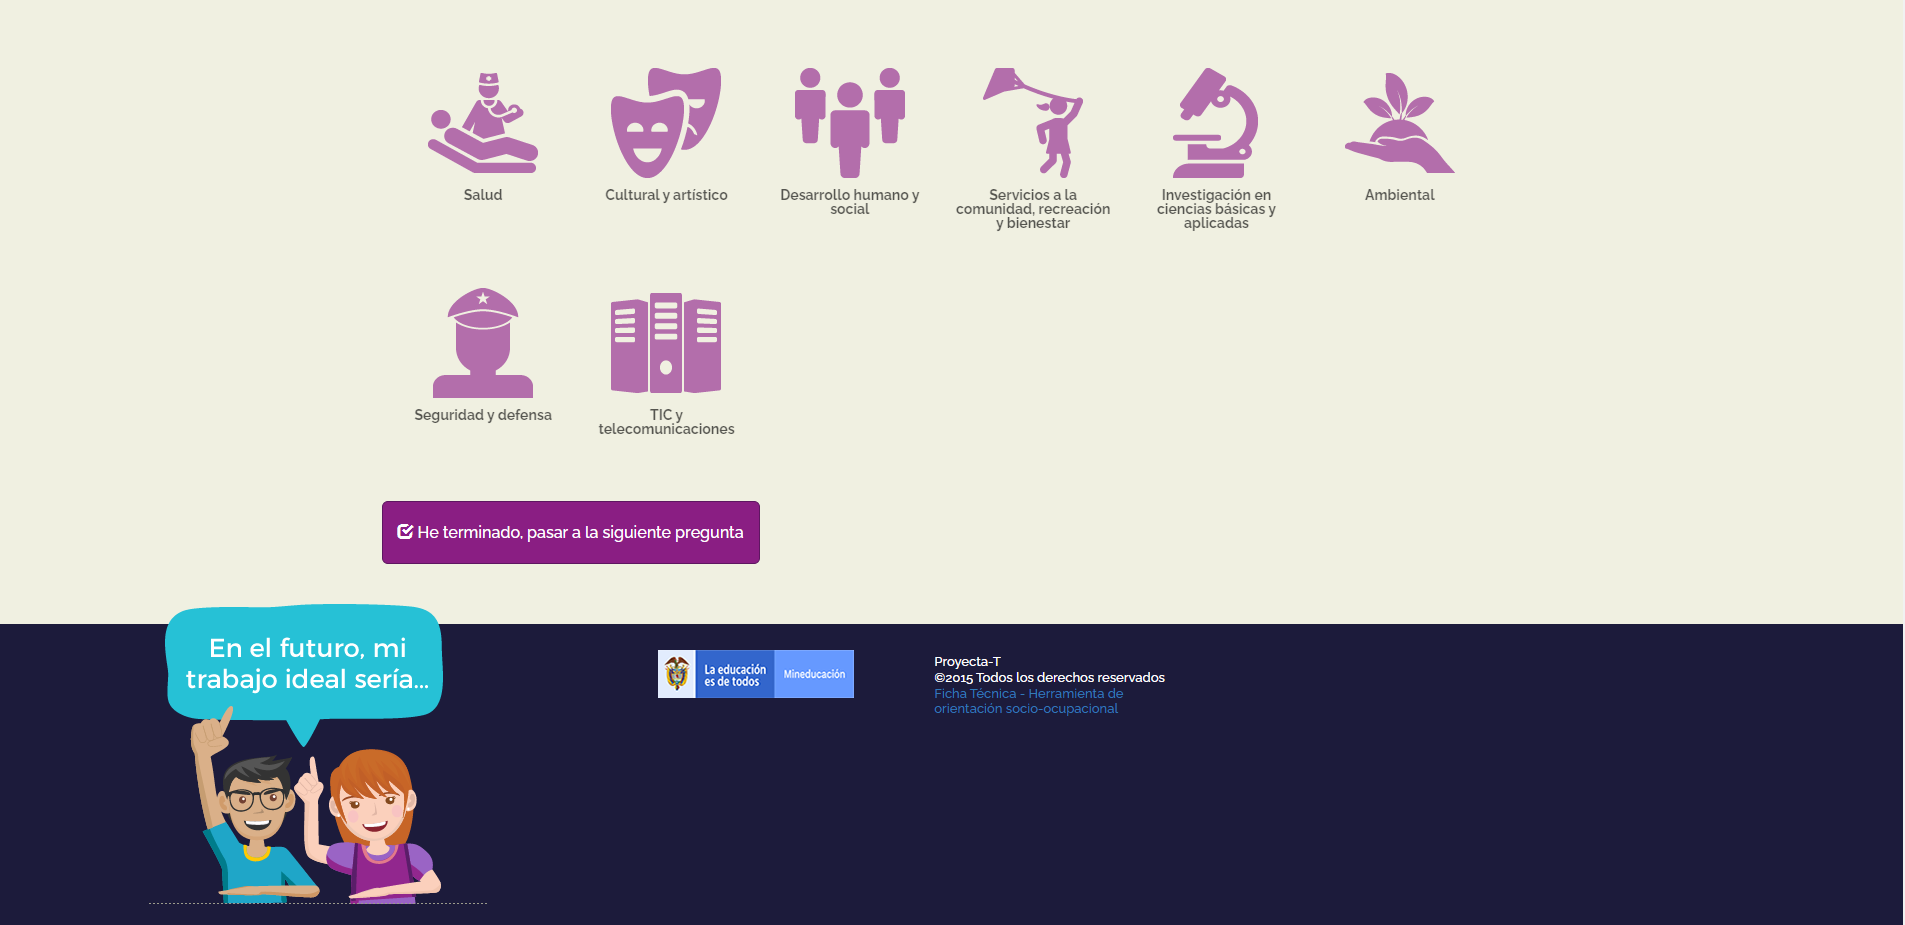 Salud
Cultural y artístico
Desarrollo humano y
social
Servicios a la
comunidad, recreación
y bienestar
Investigación en
ciencias básicas y
aplicadas
Ambiental
Seguridad y defensa
TIC y
telecomunicaciones
He terminado, pasar a la siguiente pregunta
En el futuro, mi
trabajo ideal sería...
La educación
es de todos
Mineducación
Proyecta-T
©2015 Todos los derechos reservados
Ficha Técnica - Herramienta de
orientación socio-ocupacional